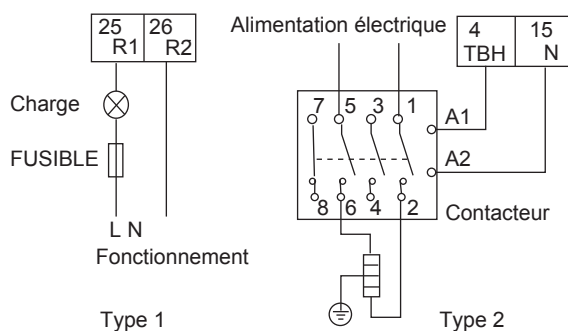 25 26
R1 R2
Charge
FUSIBLE
L N
Fonctionnement
Type 1
Alimentation électrique
4 15
TBH N
7 5 3 1
A1
A2
8 6 4 2
Contacteur
Type 2